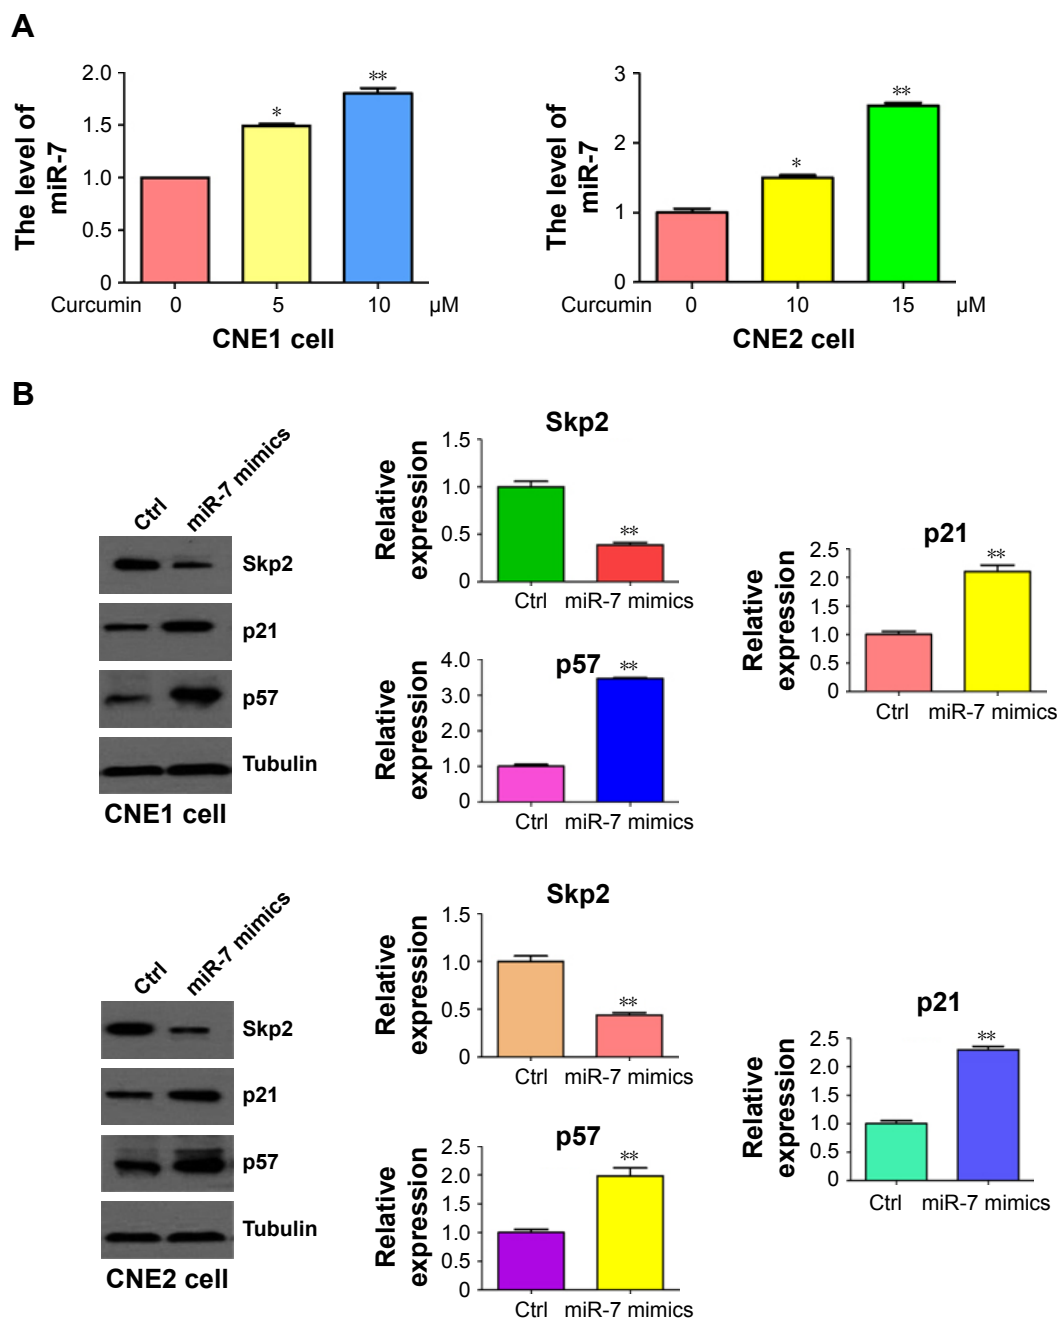 A
The level of
miR-7
2.0
1.5
1.0
0.5
0
*
**
Curcumin 0 5 10 µM
CNE1 cell
The level of
miR-7
3
2
1
0
*
**
Curcumin 0 10 15 µM
CNE2 cell
B
Ctrl
miR-7 mimics
Skp2
p21
p57
Tubulin
CNE1 cell
Skp2
Relative
expression
1.5
1.0
0.5
0
**
Ctrl miR-7 mimics
p57
Relative
expression
4.0
3.0
2.0
1.0
0
**
Ctrl miR-7 mimics
p21
Relative
expression
2.5
2.0
1.5
1.0
0.5
0
**
Ctrl miR-7 mimics
Ctrl
miR-7 mimics
Skp2
p21
p57
Tubulin
CNE2 cell
Skp2
Relative
expression
1.5
1.0
0.5
0
**
Ctrl miR-7 mimics
p57
Relative
expression
2.5
2.0
1.5
1.0
0.5
0
**
Ctrl miR-7 mimics
p21
Relative
expression
2.5
2.0
1.5
1.0
0.5
0
**
Ctrl miR-7 mimics